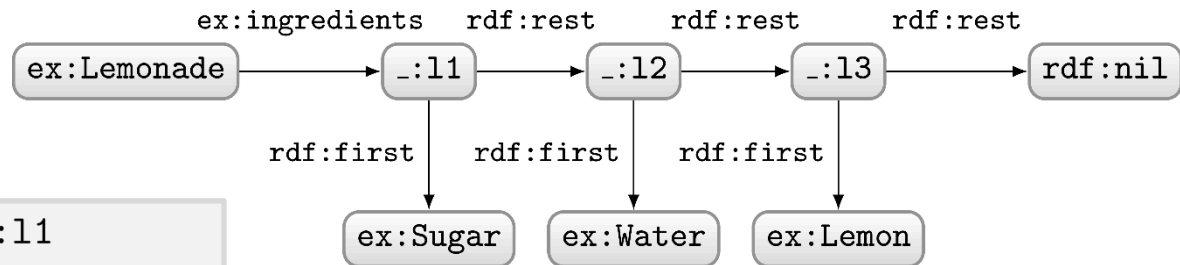 ex:ingredients rdf:rest rdf:rest rdf:rest
ex:Lemonade _:l1 _:l2 _:l3 rdf:nil
rdf:first rdf:first rdf:first
:l1
ex:Sugar ex:Water ex:Lemon